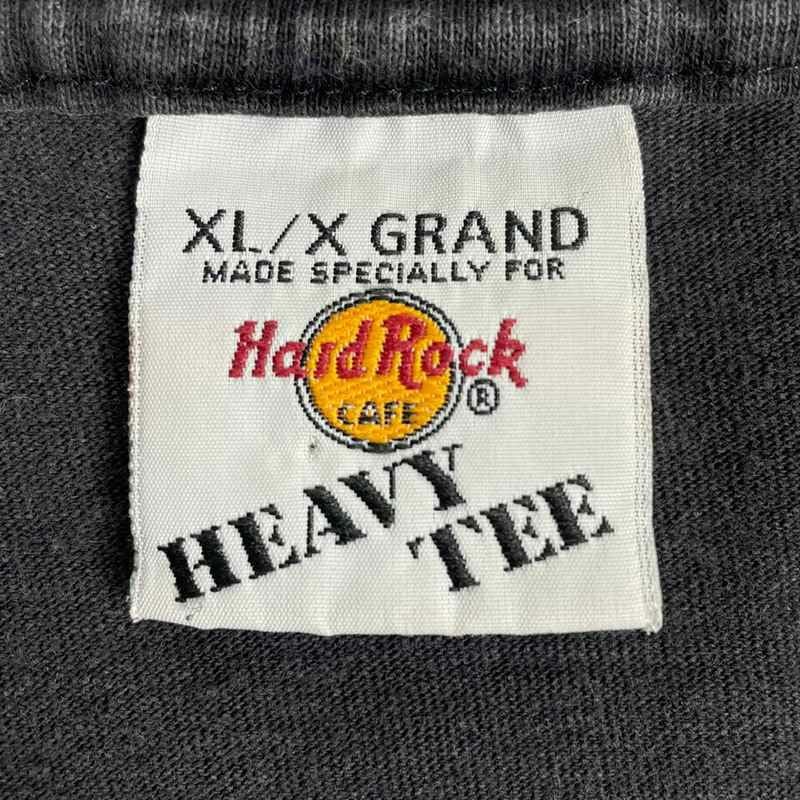 XL/X GRAND
MADE SPECIALLY FOR
Hard Rock
CAFE ®
HEAVY
TEE